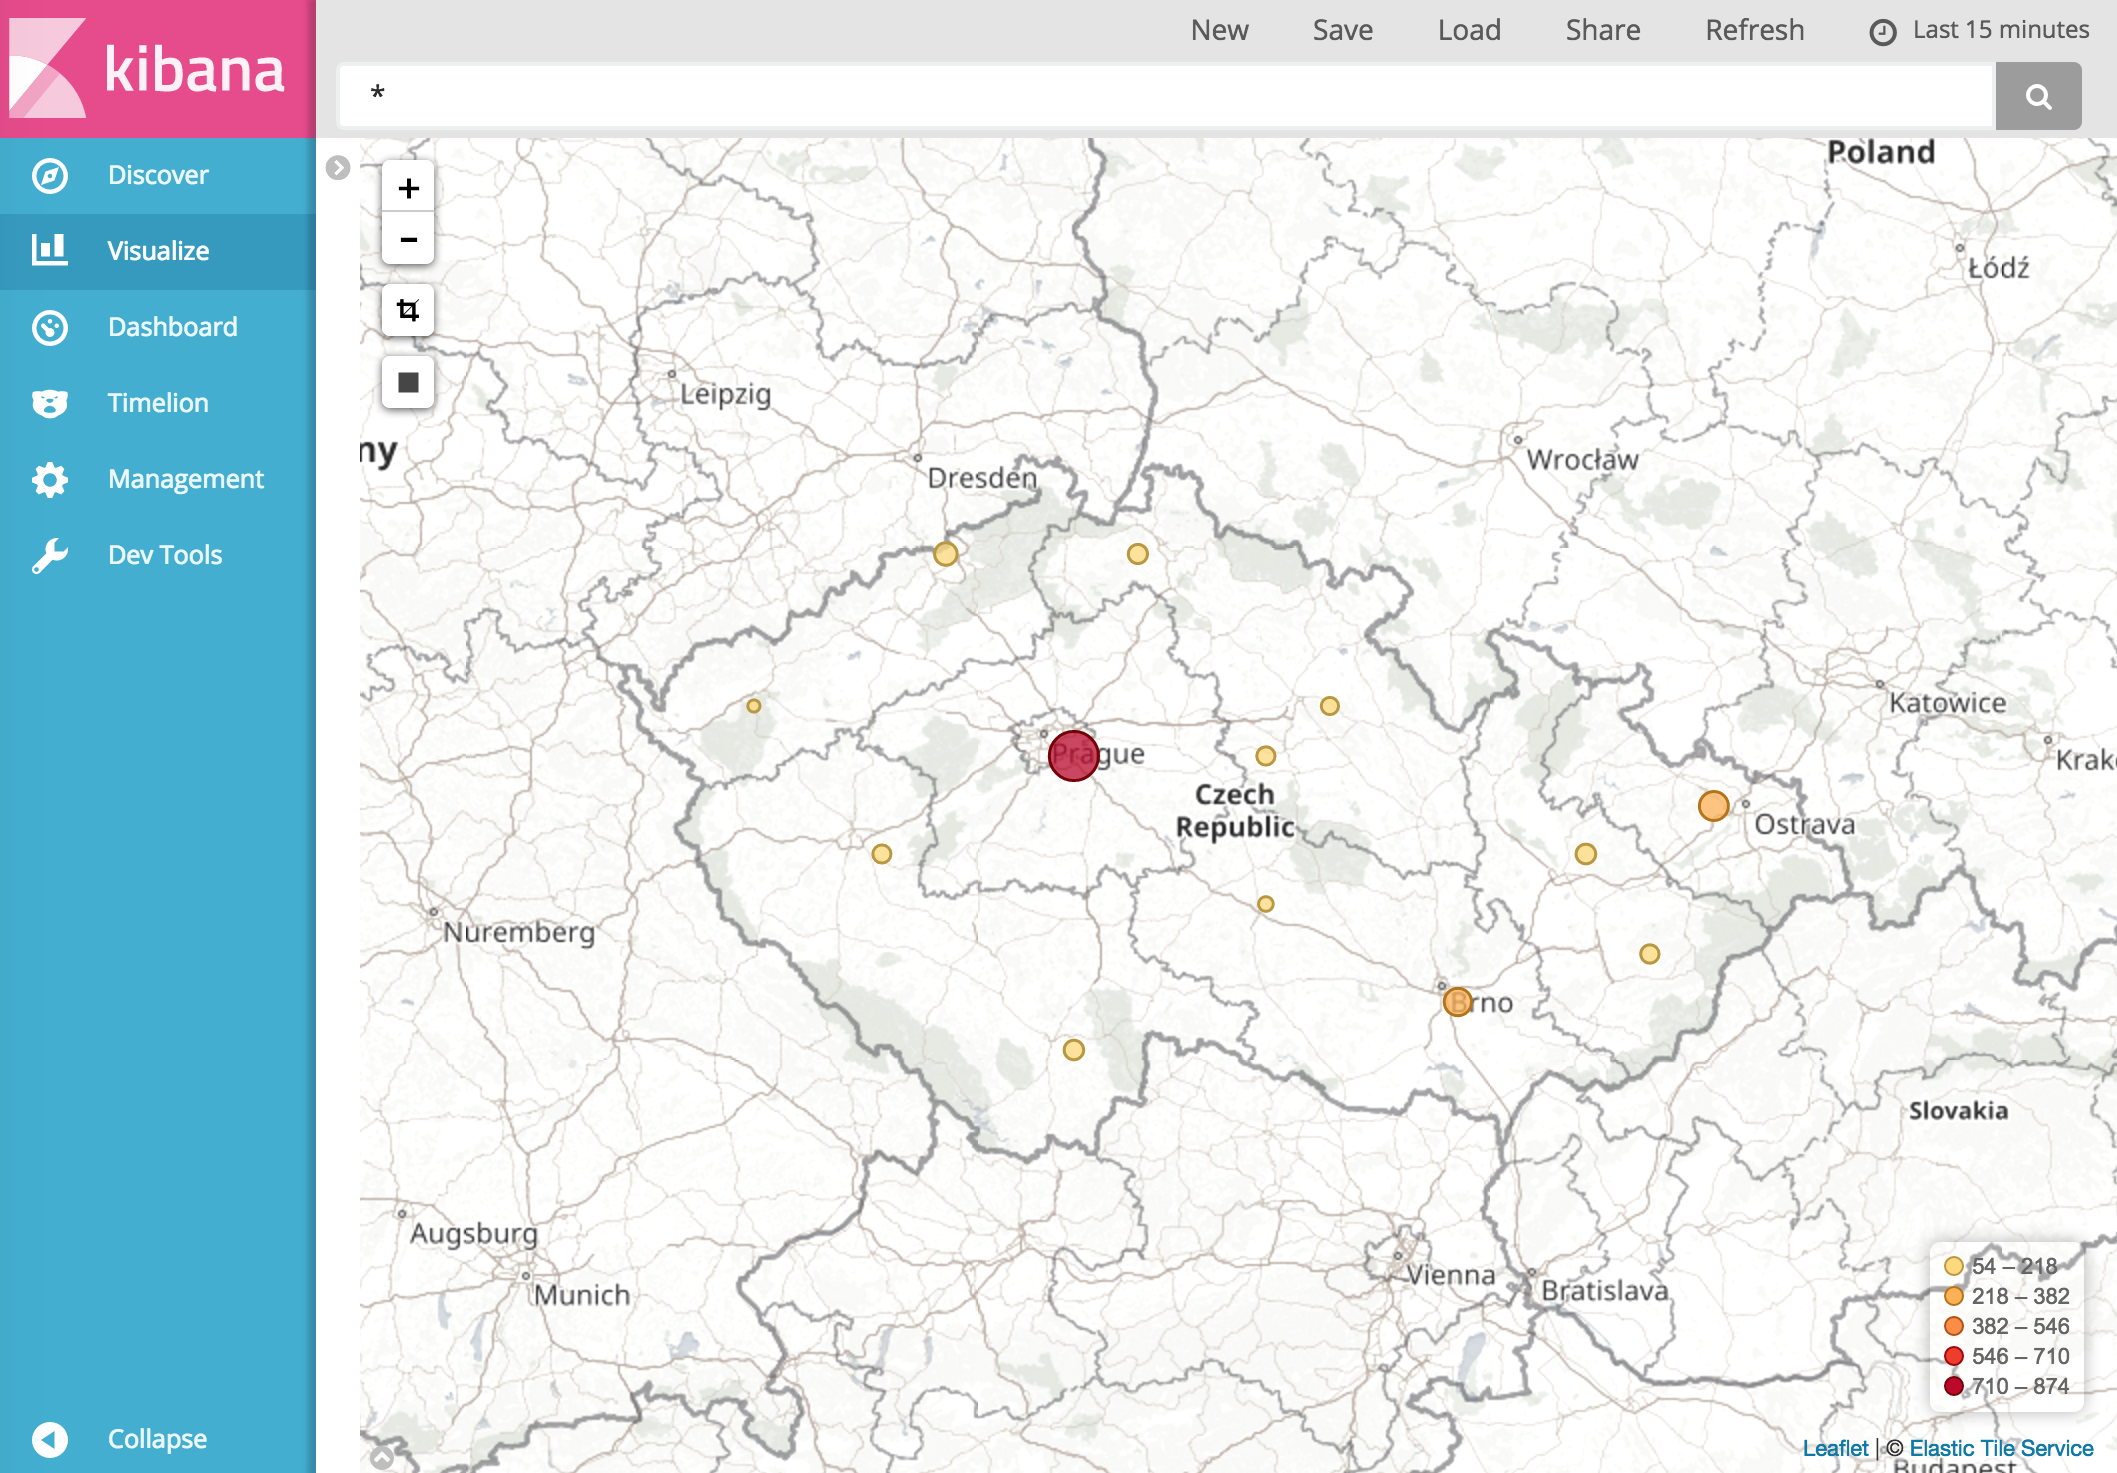 kibana
New Save Load Share Refresh Last 15 minutes
*
Discover
Visualize
Dashboard
Timelion
Management
Dev Tools
Collapse
+
−
Poland
Łódź
Leipzig
ny
Wrocław
Dresden
Katowice
Prague
Krak
Czech
Republic
Ostrava
Nuremberg
Brno
Slovakia
Augsburg
Vienna
Munich
Bratislava
54 – 218
218 – 382
382 – 546
546 – 710
710 – 874
Leaflet | © Elastic Tile Service
Budapest